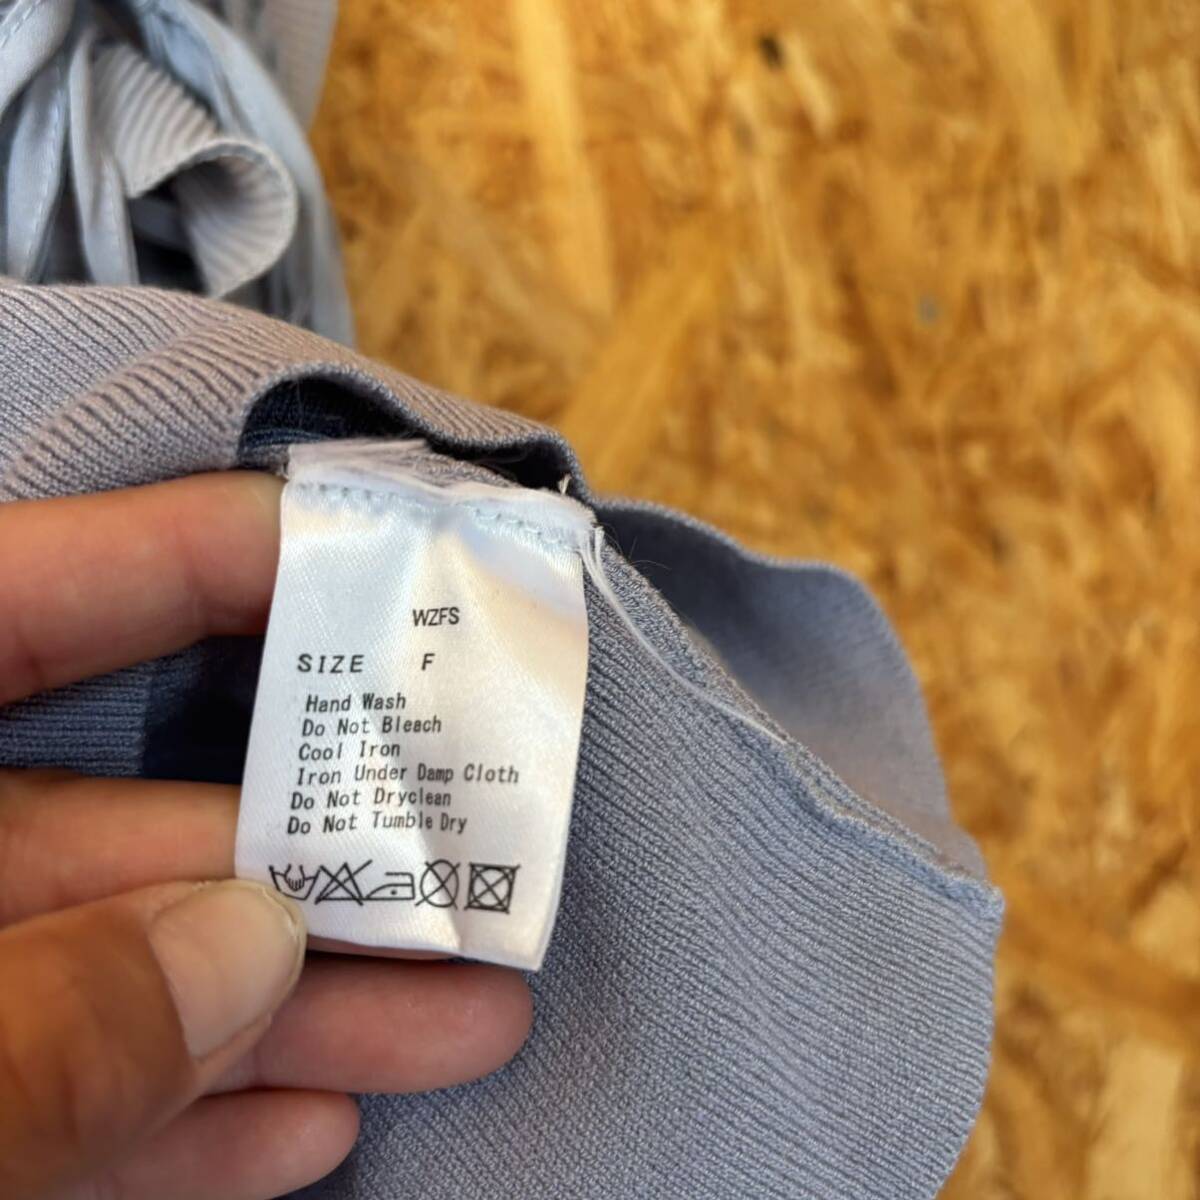 WZFS
SIZE F
Hand Wash
Do Not Bleach
Cool Iron
Iron Under Damp Cloth
Do Not Dryclean
Do Not Tumble Dry